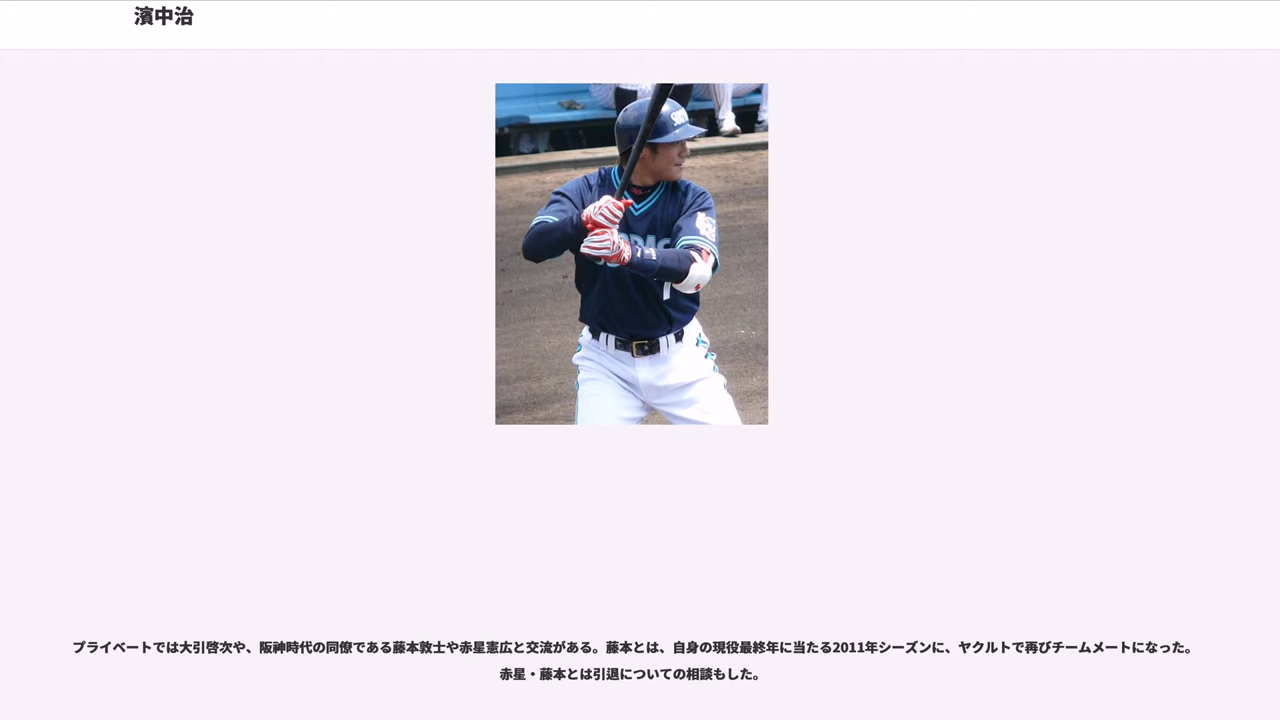 濱中治
プライベートでは大引啓次や、阪神時代の同僚である藤本敦士や赤星憲広と交流がある。藤本とは、自身の現役最終年に当たる2011年シーズンに、ヤクルトで再びチームメートになった。
赤星・藤本とは引退についての相談もした。